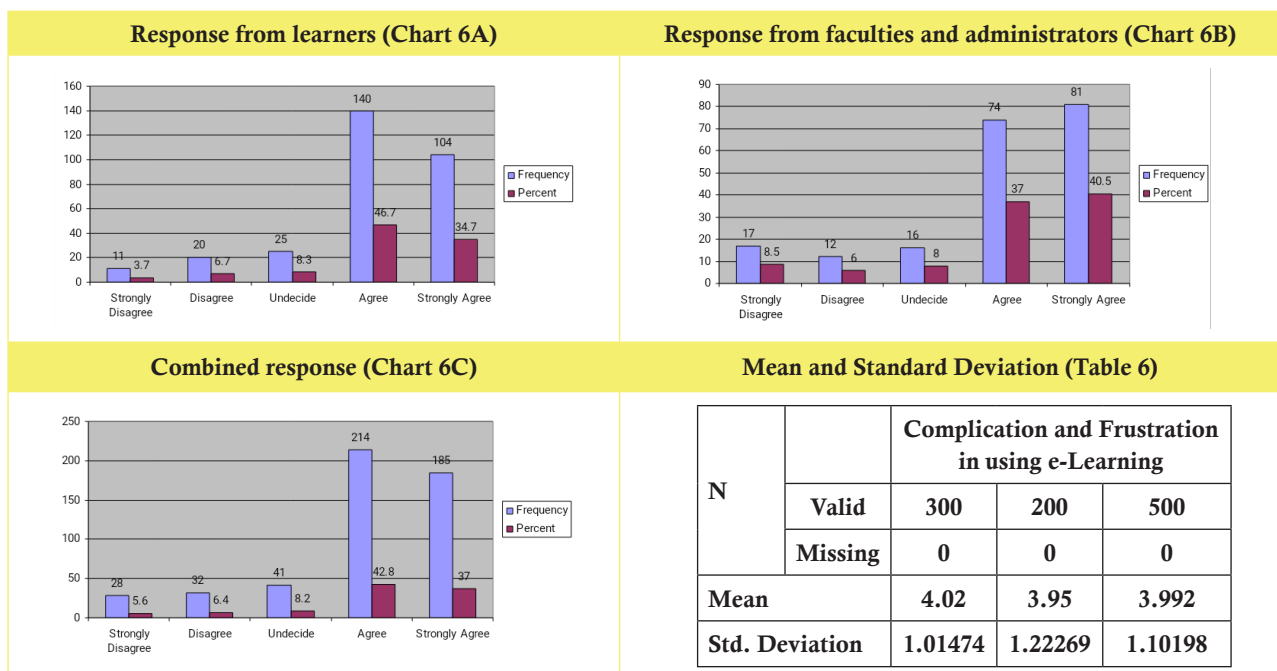 Response from learners (Chart 6A)
160
140
120
100
80
60
40
20
0
11
3.7
20
6.7
25
8.3
140
46.7
104
34.7
Strongly
Disagree
Disagree
Undecide
Agree
Strongly Agree
Frequency
Percent
Response from faculties and administrators (Chart 6B)
90
80
70
60
50
40
30
20
10
0
17
8.5
12
6
16
8
74
37
81
40.5
Strongly
Disagree
Disagree
Undecide
Agree
Strongly Agree
Frequency
Percent
Combined response (Chart 6C)
250
200
150
100
50
0
28
5.6
32
6.4
41
8.2
214
42.8
185
37
Strongly
Disagree
Disagree
Undecide
Agree
Strongly Agree
Frequency
Percent
Mean and Standard Deviation (Table 6)
N
Complication and Frustration
in using e-Learning
Valid 300 200 500
Missing 0 0 0
Mean 4.02 3.95 3.992
Std. Deviation 1.01474 1.22269 1.10198